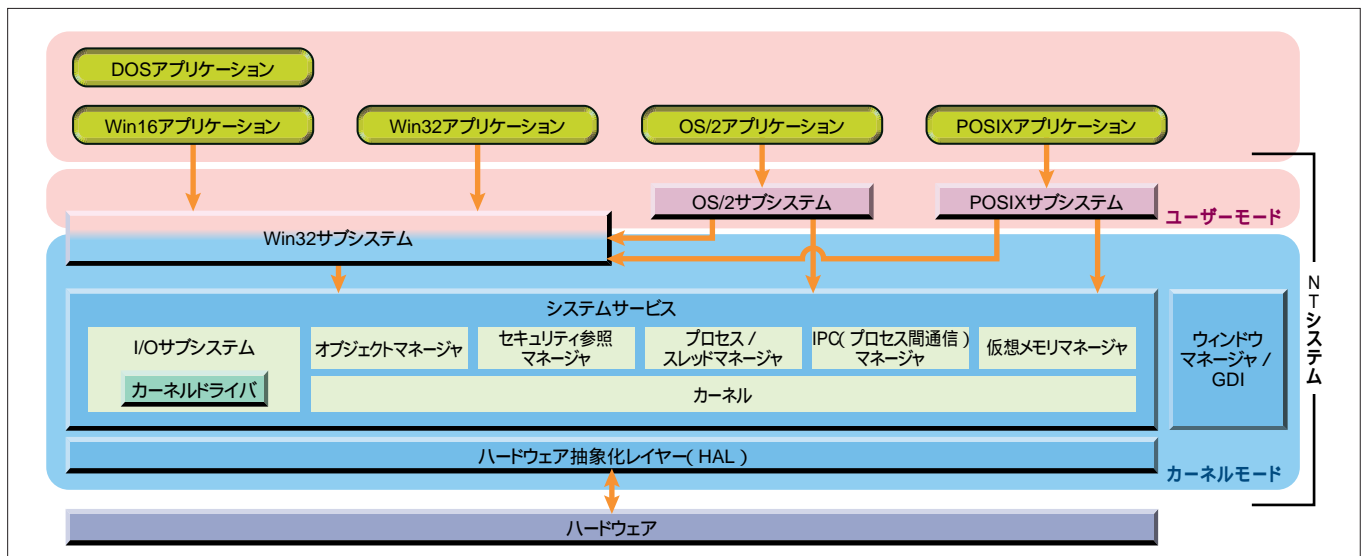 DOSアプリケーション
Win16アプリケーション
Win32アプリケーション
OS/2アプリケーション
POSIXアプリケーション
OS/2サブシステム
POSIXサブシステム
ユーザーモード
Win32サブシステム
システムサービス
I/Oサブシステム
カーネルドライバ
オブジェクトマネージャ
セキュリティ参照
マネージャ
プロセス/
スレッドマネージャ
IPC(プロセス間通信)
マネージャ
仮想メモリマネージャ
カーネル
ウィンドウ
マネージャ/
GDI
NTシステム
ハードウェア抽象化レイヤー(HAL)
カーネルモード
ハードウェア